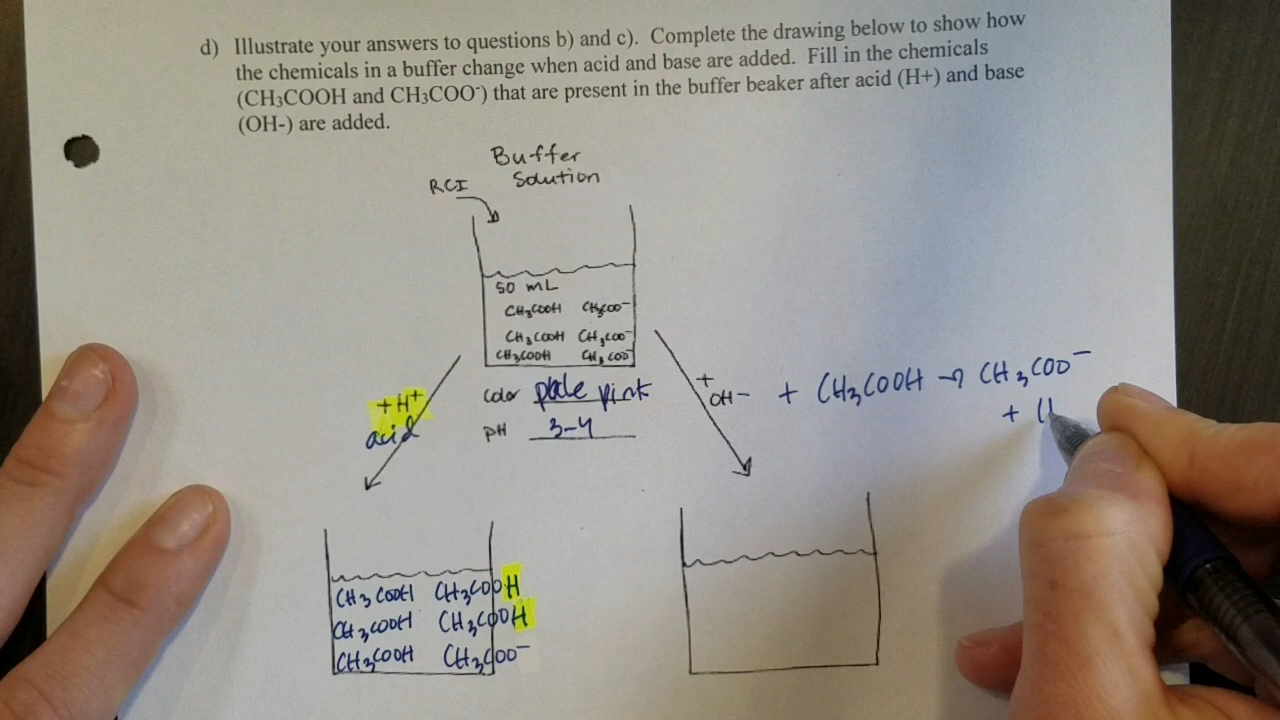 d) Illustrate your answers to questions b) and c). Complete the drawing below to show how
the chemicals in a buffer change when acid and base are added. Fill in the chemicals
(CH3COOH and CH3COO-) that are present in the buffer beaker after acid (H+) and base
(OH-) are added.
Buffer
Solution
RCI
50 mL
CH3COOH CH3COO-
CH3COOH CH3COO-
CH3COOH CH3COO-
color pale pink
pH 3-4
+H+
acid
+ OH- + CH3COOH → CH3COO-
+
CH3COOH CH3COOH
CH3COOH CH3COOH
CH3COOH CH3COO-